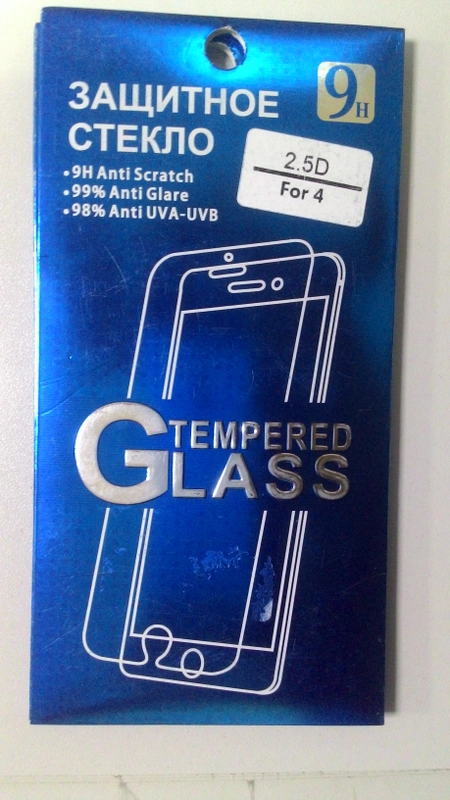 ЗАЩИТНОЕ
СТЕКЛО
9H
• 9H Anti Scratch
• 99% Anti Glare
• 98% Anti UVA-UVB
2.5D
For 4
TEMPERED
GLASS